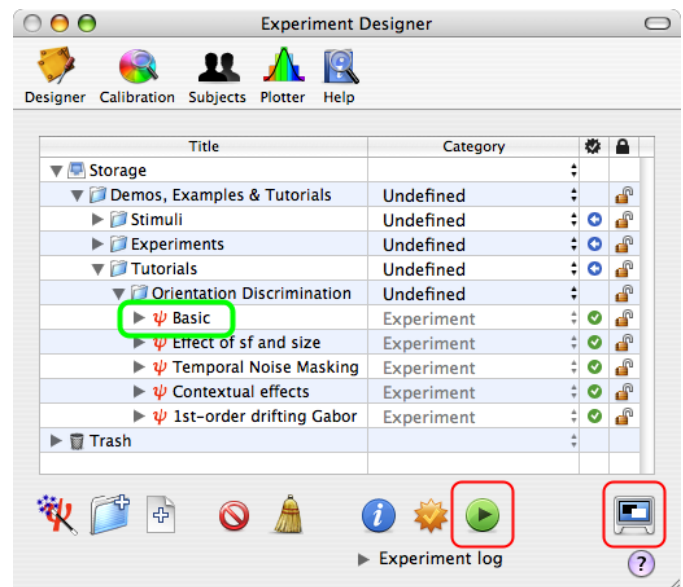 Experiment Designer
Designer Calibration Subjects Plotter Help
Title Category
Storage
Demos, Examples & Tutorials Undefined
Stimuli Undefined
Experiments Undefined
Tutorials Undefined
Orientation Discrimination Undefined
ψ Basic Experiment
ψ Effect of sf and size Experiment
ψ Temporal Noise Masking Experiment
ψ Contextual effects Experiment
ψ 1st-order drifting Gabor Experiment
Trash
Experiment log
?